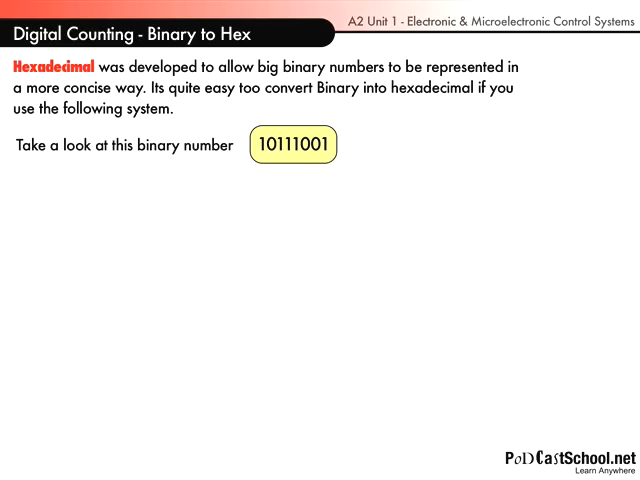 A2 Unit 1 - Electronic & Microelectronic Control Systems
Digital Counting - Binary to Hex
Hexadecimal was developed to allow big binary numbers to be represented in
a more concise way. Its quite easy too convert Binary into hexadecimal if you
use the following system.
Take a look at this binary number 10111001
PoDCastSchool.net
Learn Anywhere